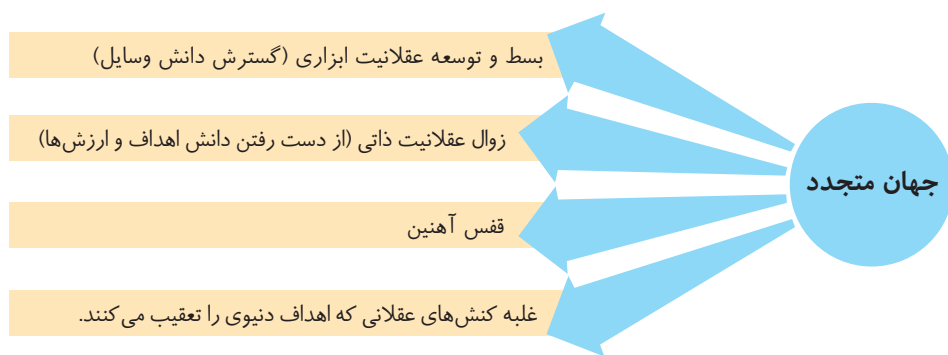 جهان متجدد
بسط و توسعه عقلانیت ابزاری (گسترش دانش وسایل)
زوال عقلانیت ذاتی (از دست رفتن دانش اهداف و ارزش‌ها)
قفس آهنین
غلبه کنش‌های عقلانی که اهداف دنیوی را تعقیب می‌کنند.